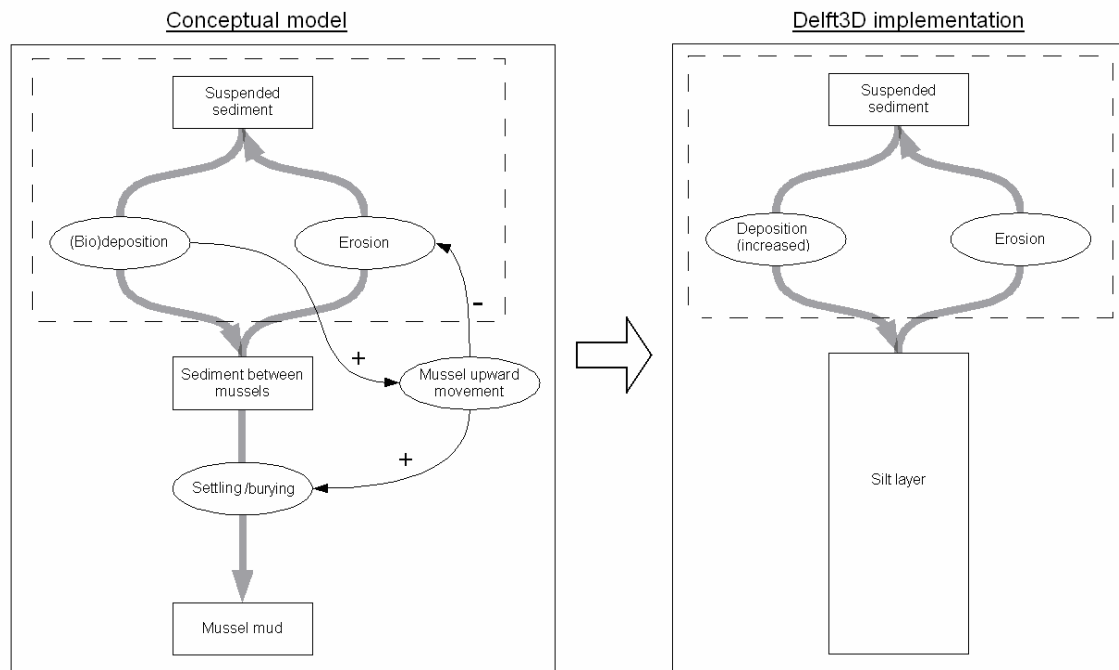 Conceptual model
Suspended
sediment
(Bio)deposition
Erosion
-
+
Sediment between
mussels
Mussel upward
movement
+
Settling/burying
Mussel mud
Delft3D implementation
Suspended
sediment
Deposition
(increased)
Erosion
Silt layer